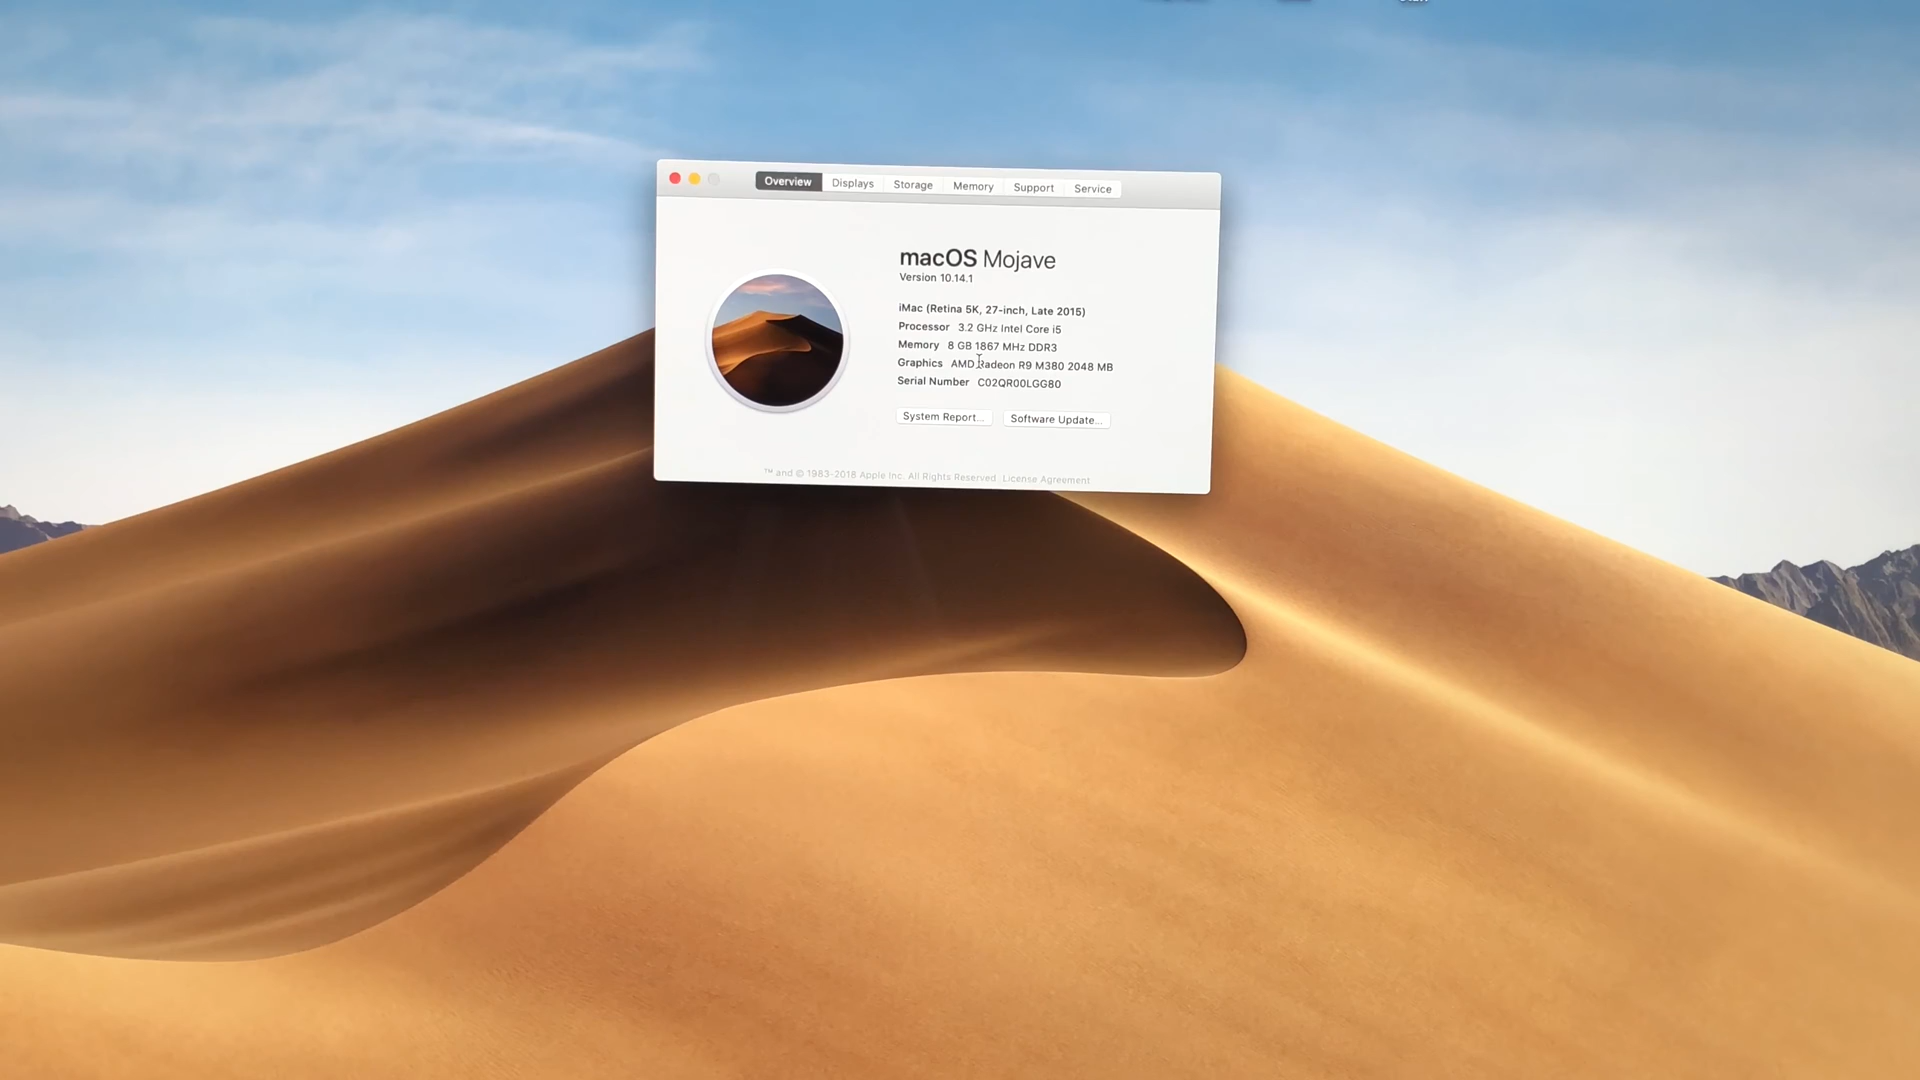 Overview Displays Storage Memory Support Service
macOS Mojave
Version 10.14.1
iMac (Retina 5K, 27-inch, Late 2015)
Processor 3.2 GHz Intel Core i5
Memory 8 GB 1867 MHz DDR3
Graphics AMD Radeon R9 M380 2048 MB
Serial Number C02QR00LGG80
System Report... Software Update...
™ and © 1983-2018 Apple Inc. All Rights Reserved. License Agreement